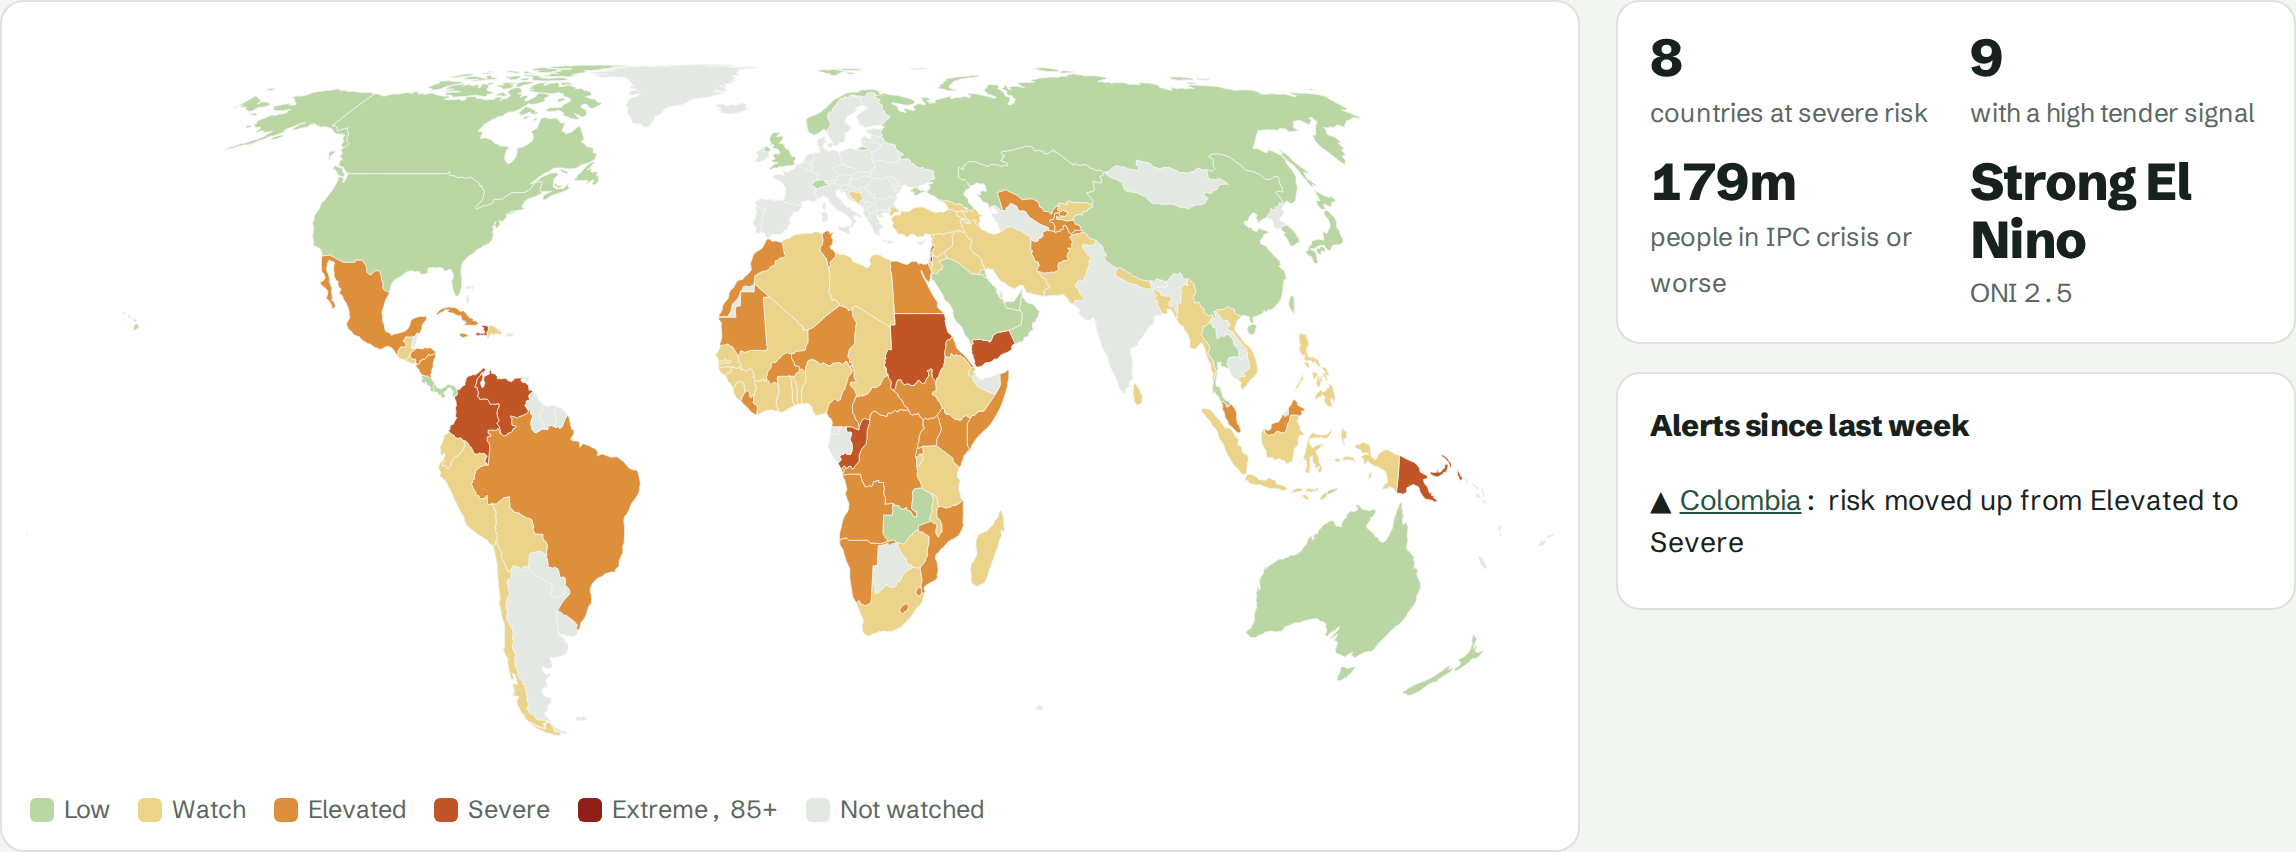 8
countries at severe risk
9
with a high tender signal
179m
people in IPC crisis or
worse
Strong El
Nino
ONI 2.5
Alerts since last week
▲ Colombia: risk moved up from Elevated to
Severe
Low
Watch
Elevated
Severe
Extreme, 85+
Not watched